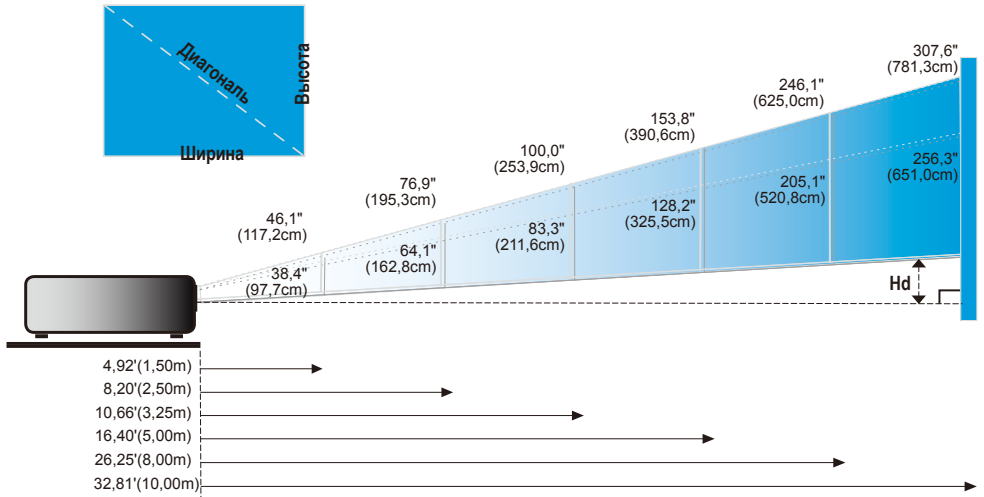 Диагональ
Высота
Ширина
307,6"
(781,3cm)
246,1"
(625,0cm)
153,8"
(390,6cm)
100,0"
(253,9cm)
76,9"
(195,3cm)
46,1"
(117,2cm)
256,3"
(651,0cm)
205,1"
(520,8cm)
128,2"
(325,5cm)
83,3"
(211,6cm)
64,1"
(162,8cm)
38,4"
(97,7cm)
Hd
4,92'(1,50m)
8,20'(2,50m)
10,66'(3,25m)
16,40'(5,00m)
26,25'(8,00m)
32,81'(10,00m)